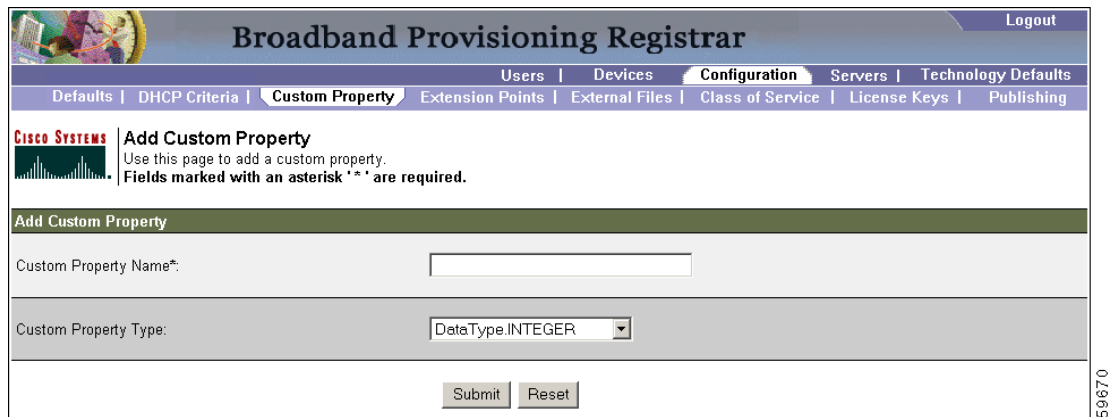 Logout
Broadband Provisioning Registrar
Users | Devices Configuration Servers | Technology Defaults
Defaults | DHCP Criteria | Custom Property Extension Points | External Files | Class of Service | License Keys | Publishing
CISCO SYSTEMS
Add Custom Property
Use this page to add a custom property.
Fields marked with an asterisk '*' are required.
Add Custom Property
Custom Property Name*:
Custom Property Type: DataType.INTEGER
Submit Reset
59670